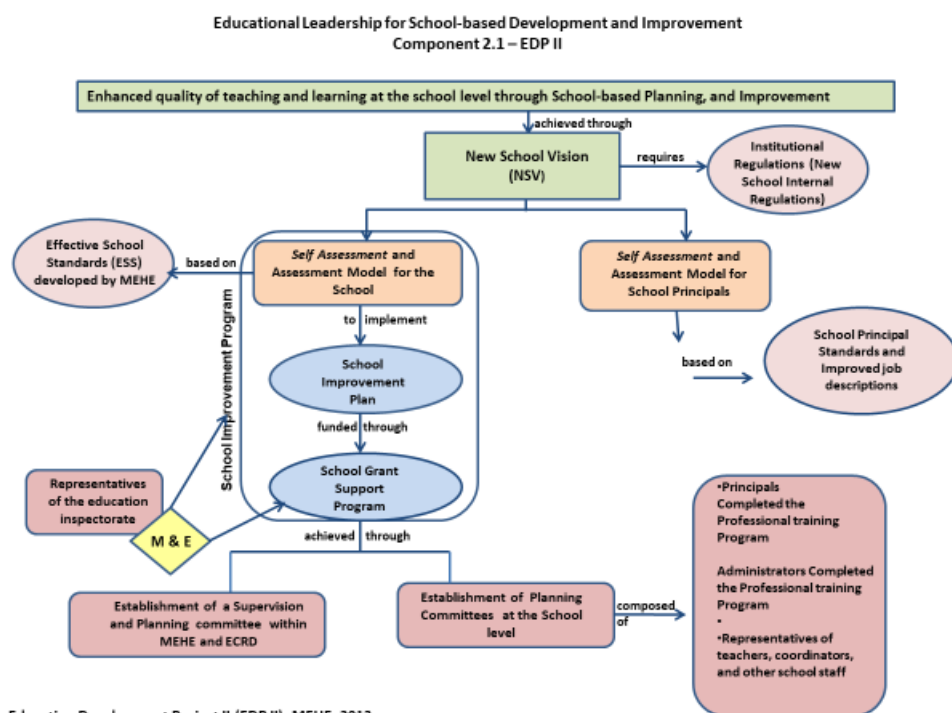 Educational Leadership for School-based Development and Improvement
Component 2.1 – EDP II
Enhanced quality of teaching and learning at the school level through School-based Planning, and Improvement
achieved through
New School Vision
(NSV)
requires
Institutional
Regulations (New
School Internal
Regulations)
Effective School
Standards (ESS)
developed by MEHE
based on
Self Assessment and
Assessment Model for the
School
Self Assessment and
Assessment Model for
School Principals
to implement
School
Improvement
Plan
based on
School Principal
Standards and
Improved job
descriptions
School Improvement Program
funded through
School Grant
Support
Program
Representatives
of the education
inspectorate
M & E
achieved through
Establishment of a Supervision
and Planning committee within
MEHE and ECRD
Establishment of Planning
Committees at the School
level
composed
of
•Principals
Completed the
Professional training
Program
Administrators Completed
the Professional training
Program
•
•Representatives of
teachers, coordinators,
and other school staff